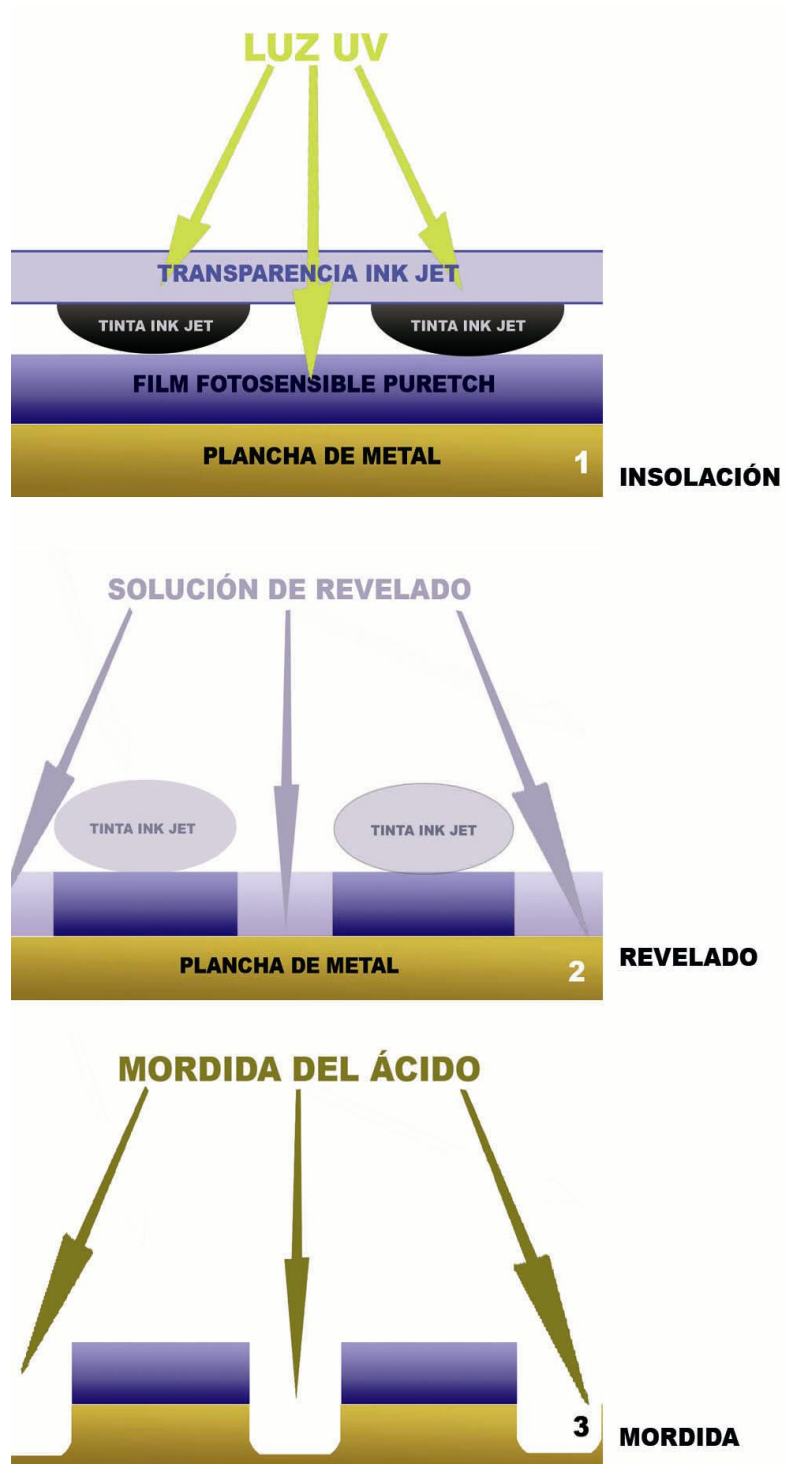 LUZ UV
TRANSPARENCIA INK JET
TINTA INK JET
TINTA INK JET
FILM FOTOSENSIBLE PURETCH
PLANCHA DE METAL
1
INSOLACIÓN
SOLUCIÓN DE REVELADO
TINTA INK JET
TINTA INK JET
PLANCHA DE METAL
2
REVELADO
MORDIDA DEL ÁCIDO
3
MORDIDA